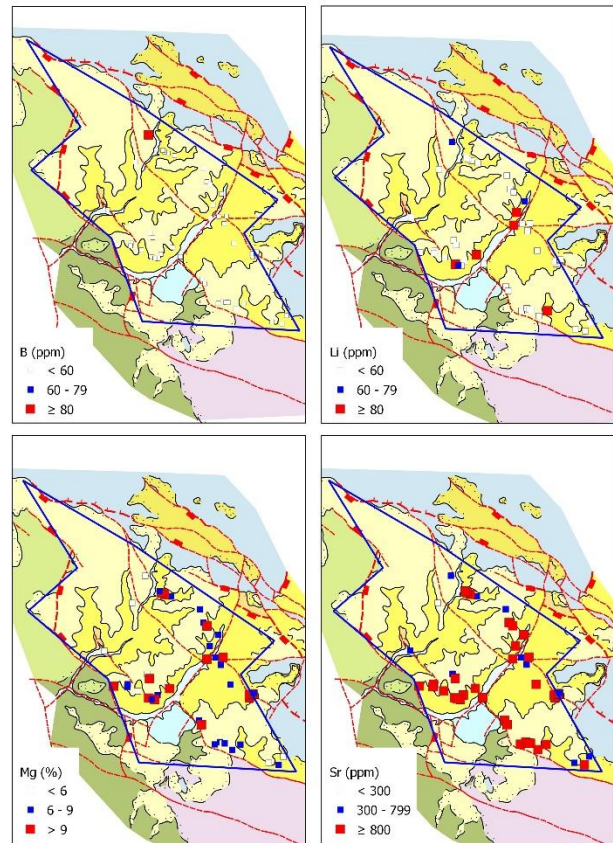 B (ppm)
< 60
60 - 79
≥ 80
Li (ppm)
< 60
60 - 79
≥ 80
Mg (%)
< 6
6 - 9
> 9
Sr (ppm)
< 300
300 - 799
≥ 800